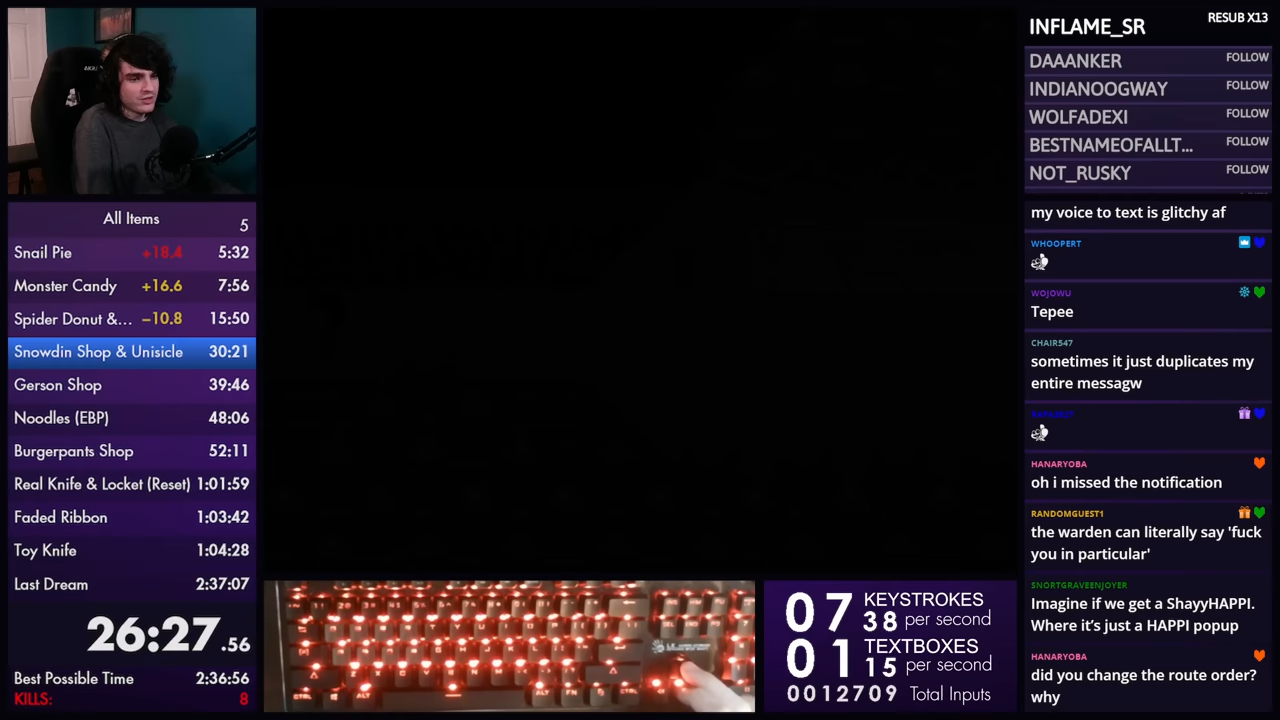 All Items
5
Snail Pie +18.4 5:32
Monster Candy +16.6 7:56
Spider Donut &... −10.8 15:50
Snowdin Shop & Unisicle 30:21
Gerson Shop 39:46
Noodles (EBP) 48:06
Burgerpants Shop 52:11
Real Knife & Locket (Reset) 1:01:59
Faded Ribbon 1:03:42
Toy Knife 1:04:28
Last Dream 2:37:07
26:27.56
Best Possible Time 2:36:56
KILLS: 8
07 KEYSTROKES
38 per second
01 TEXTBOXES
15 per second
0012709 Total Inputs
INFLAME_SR RESUB X13
DAAANKER FOLLOW
INDIANOOGWAY FOLLOW
WOLFADEXI FOLLOW
BESTNAMEOFALLT... FOLLOW
NOT_RUSKY FOLLOW
my voice to text is glitchy af
WHOOPERT
WOJOWU
Tepee
CHAIR547
sometimes it just duplicates my
entire messagw
HANARYOBA
oh i missed the notification
RANDOMGUEST1
the warden can literally say 'fuck
you in particular'
SNORTGRAVEENJOYER
Imagine if we get a ShayyHAPPI.
Where it's just a HAPPI popup
HANARYOBA
did you change the route order?
why